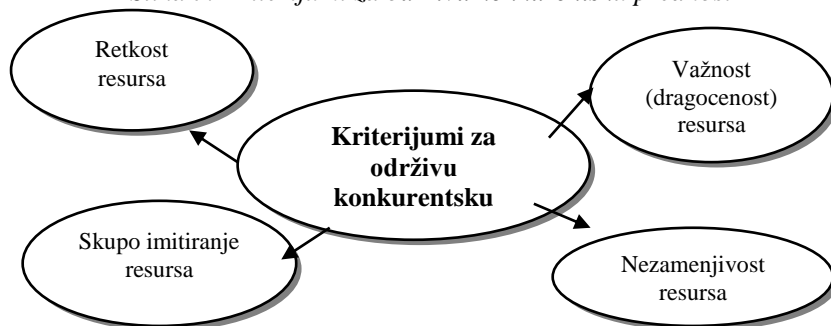 Retkost
resursa
Važnost
(dragocenost)
resursa
Kriterijumi za
održivu
konkurentsku
Skupo imitiranje
resursa
Nezamenjivost
resursa